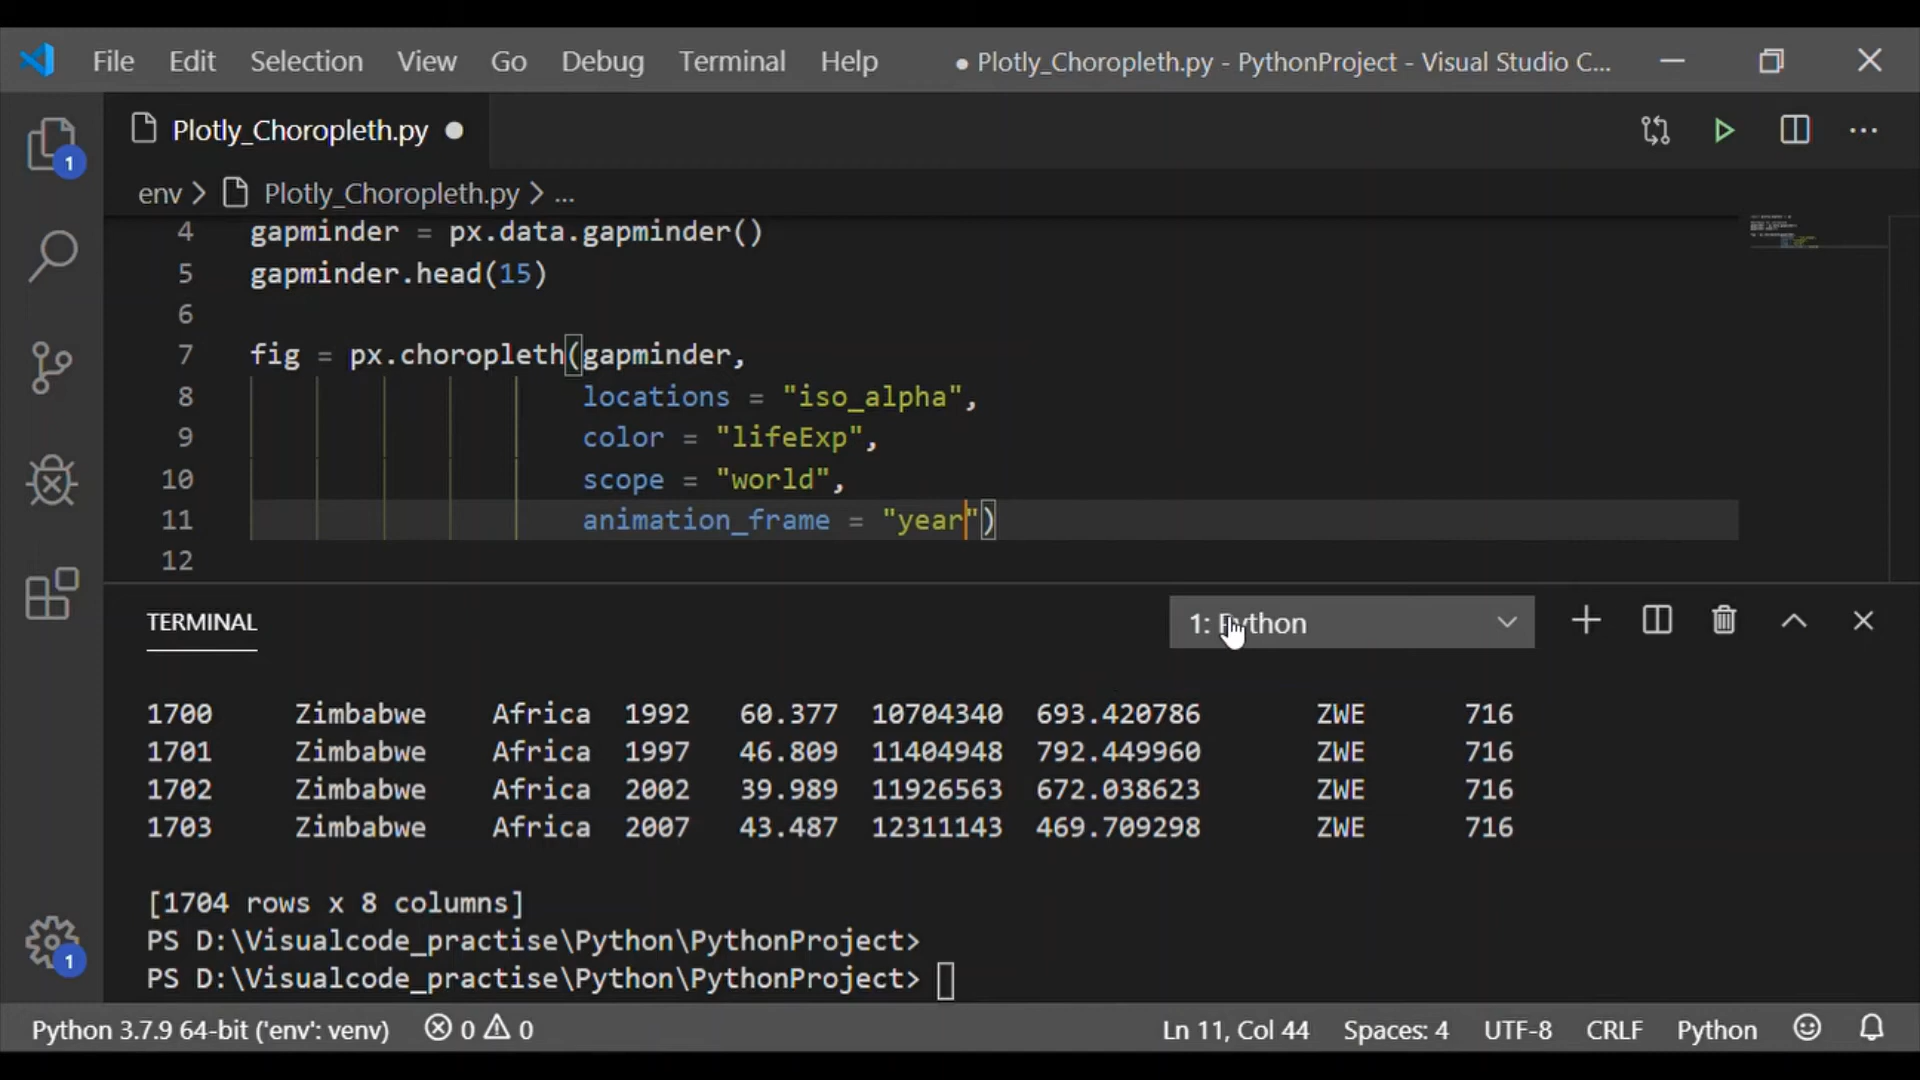 File Edit Selection View Go Debug Terminal Help ● Plotly_Choropleth.py - PythonProject - Visual Studio C...
1 Plotly_Choropleth.py
env > Plotly_Choropleth.py > ...
4 gapminder = px.data.gapminder()
5 gapminder.head(15)
6
7 fig = px.choropleth(gapminder,
8 locations = "iso_alpha",
9 color = "lifeExp",
10 scope = "world",
11 animation_frame = "year")
12
TERMINAL 1: Python
1700 Zimbabwe Africa 1992 60.377 10704340 693.420786 ZWE 716
1701 Zimbabwe Africa 1997 46.809 11404948 792.449960 ZWE 716
1702 Zimbabwe Africa 2002 39.989 11926563 672.038623 ZWE 716
1703 Zimbabwe Africa 2007 43.487 12311143 469.709298 ZWE 716
[1704 rows x 8 columns]
PS D:\Visualcode_practise\Python\PythonProject>
PS D:\Visualcode_practise\Python\PythonProject>
1
Python 3.7.9 64-bit ('env': venv) 0 0 Ln 11, Col 44 Spaces: 4 UTF-8 CRLF Python